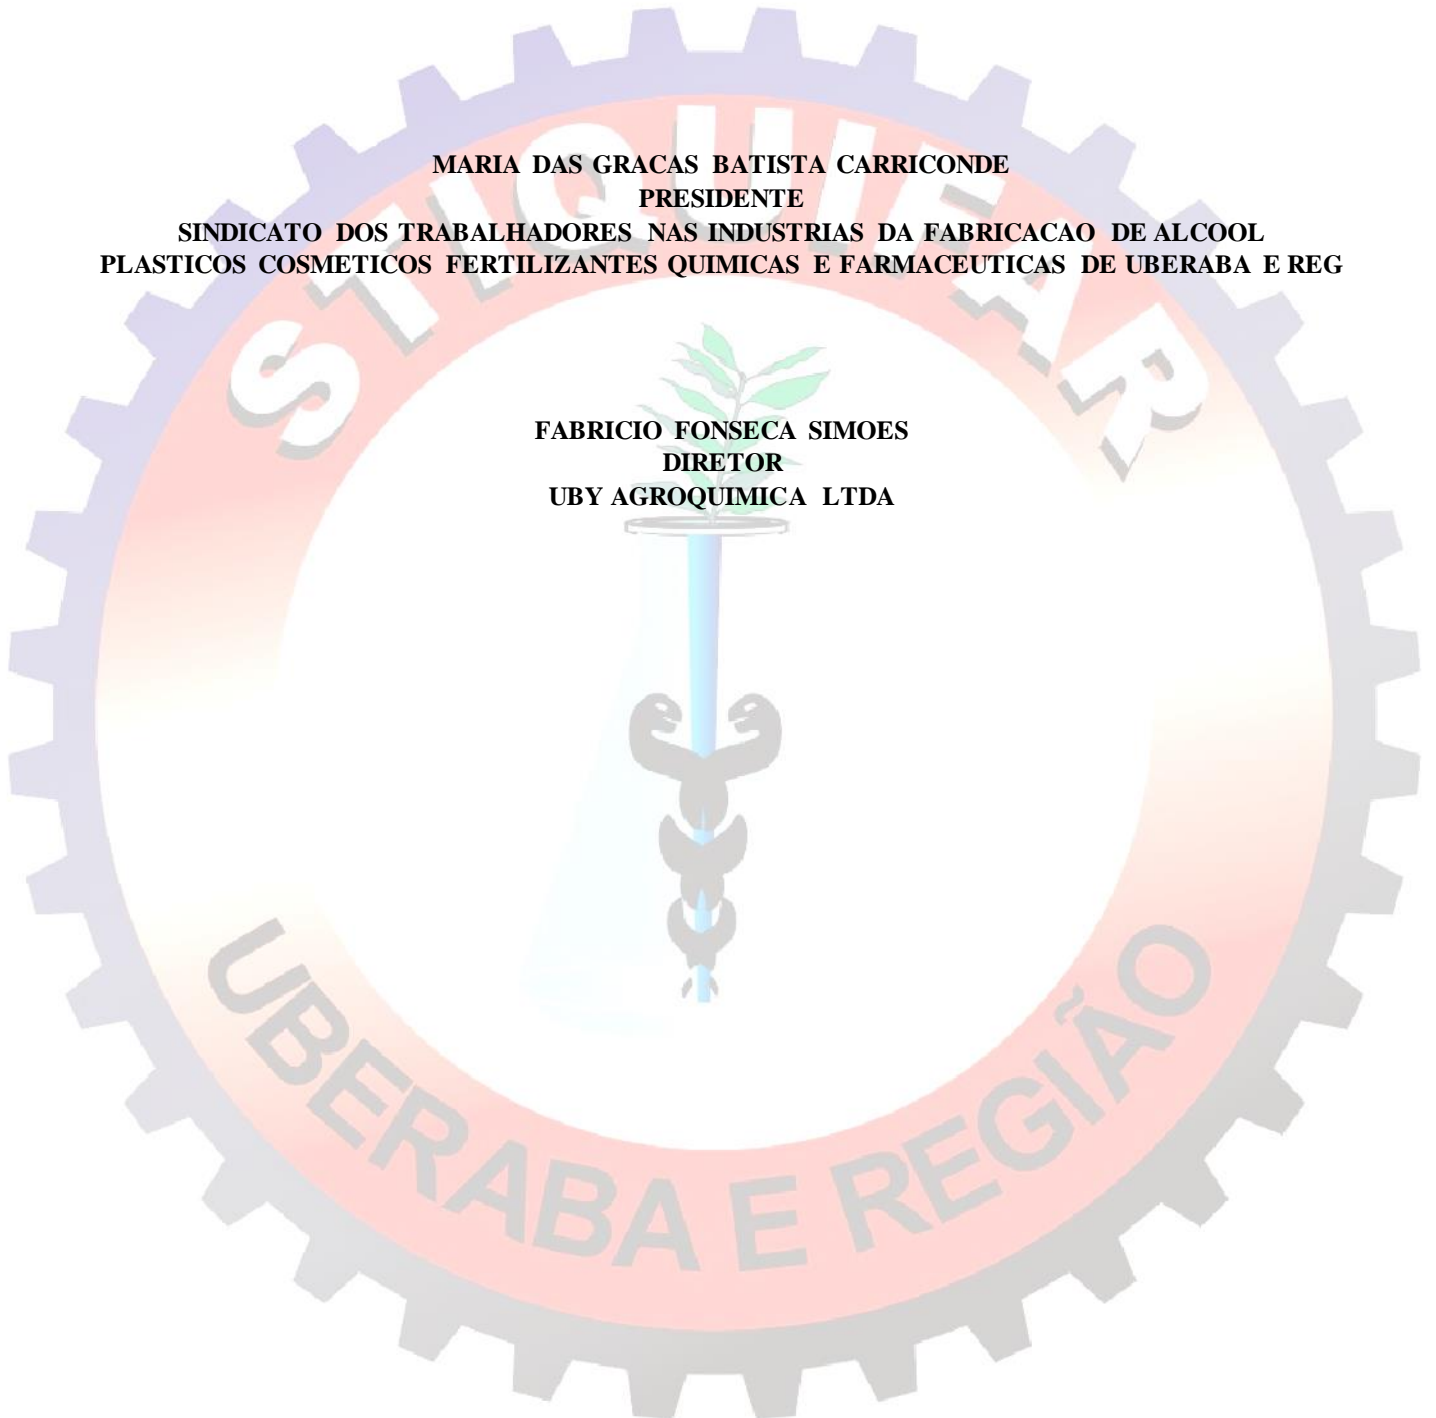 STIQUIFAR
MARIA DAS GRACAS BATISTA CARRICONDE
PRESIDENTE
SINDICATO DOS TRABALHADORES NAS INDUSTRIAS DA FABRICACAO DE ALCOOL
PLASTICOS COSMETICOS FERTILIZANTES QUIMICAS E FARMACEUTICAS DE UBERABA E REG
FABRICIO FONSECA SIMOES
DIRETOR
UBY AGROQUIMICA LTDA
UBERABA E REGIÃO